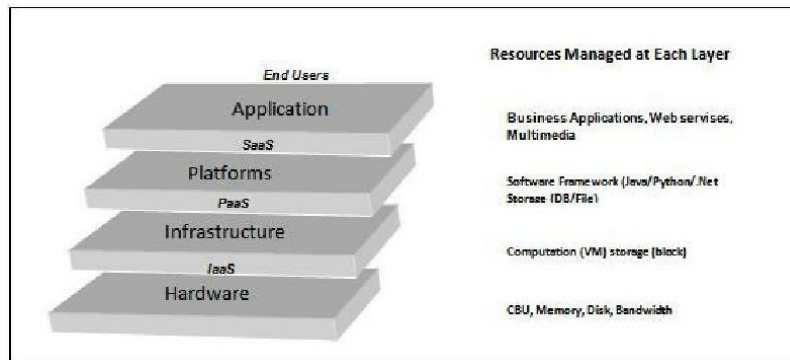 Resources Managed at Each Layer
End Users
Application
Business Applications, Web servises,
Multimedia
SaaS
Platforms
Software Framework (Java/Python/.Net
Storage (DB/File)
PaaS
Infrastructure
Computation (VM) storage (block)
IaaS
Hardware
CBU, Memory, Disk, Bandwidth